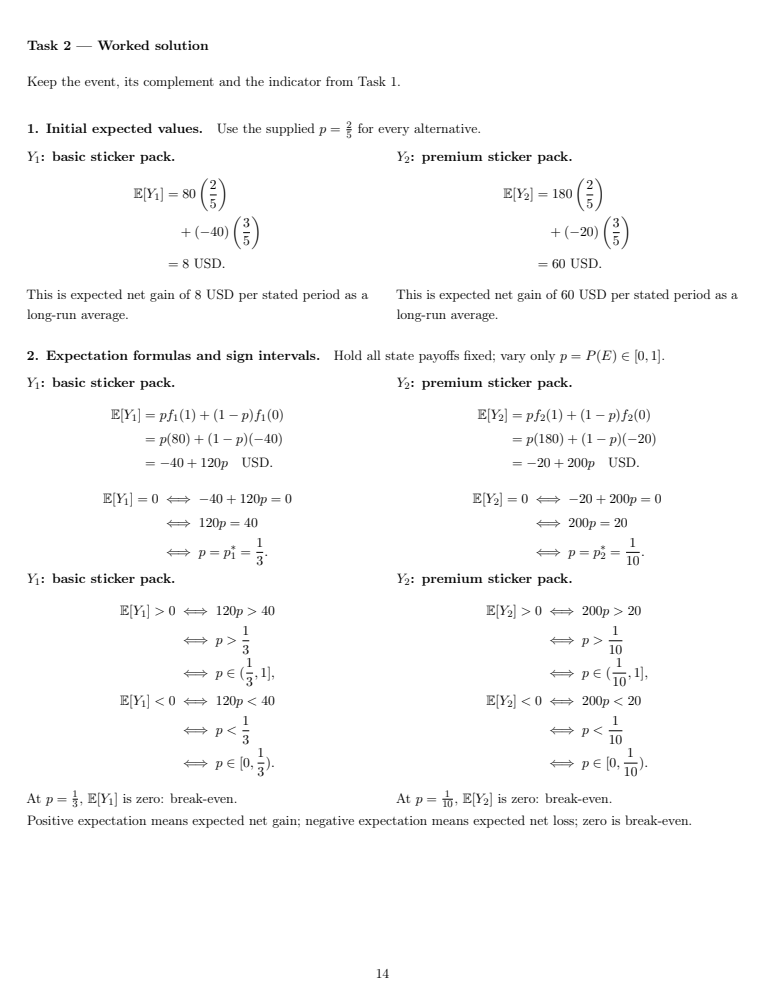 Task 2 — Worked solution
Keep the event, its complement and the indicator from Task 1.
1. Initial expected values. Use the supplied p = 2/5 for every alternative.
Y₁: basic sticker pack.
𝔼[Y₁] = 80 (2/5)
+ (−40) (3/5)
= 8 USD.
This is expected net gain of 8 USD per stated period as a
long-run average.
Y₂: premium sticker pack.
𝔼[Y₂] = 180 (2/5)
+ (−20) (3/5)
= 60 USD.
This is expected net gain of 60 USD per stated period as a
long-run average.
2. Expectation formulas and sign intervals. Hold all state payoffs fixed; vary only p = P(E) ∈ [0, 1].
Y₁: basic sticker pack.
𝔼[Y₁] = pf₁(1) + (1 − p)f₁(0)
= p(80) + (1 − p)(−40)
= −40 + 120p USD.
𝔼[Y₁] = 0 ⟺ −40 + 120p = 0
⟺ 120p = 40
⟺ p = p₁* = 1/3.
Y₂: premium sticker pack.
𝔼[Y₂] = pf₂(1) + (1 − p)f₂(0)
= p(180) + (1 − p)(−20)
= −20 + 200p USD.
𝔼[Y₂] = 0 ⟺ −20 + 200p = 0
⟺ 200p = 20
⟺ p = p₂* = 1/10.
Y₁: basic sticker pack.
𝔼[Y₁] > 0 ⟺ 120p > 40
⟺ p > 1/3
⟺ p ∈ (1/3, 1],
𝔼[Y₁] < 0 ⟺ 120p < 40
⟺ p < 1/3
⟺ p ∈ [0, 1/3).
At p = 1/3, 𝔼[Y₁] is zero: break-even.
Y₂: premium sticker pack.
𝔼[Y₂] > 0 ⟺ 200p > 20
⟺ p > 1/10
⟺ p ∈ (1/10, 1],
𝔼[Y₂] < 0 ⟺ 200p < 20
⟺ p < 1/10
⟺ p ∈ [0, 1/10).
At p = 1/10, 𝔼[Y₂] is zero: break-even.
Positive expectation means expected net gain; negative expectation means expected net loss; zero is break-even.
14